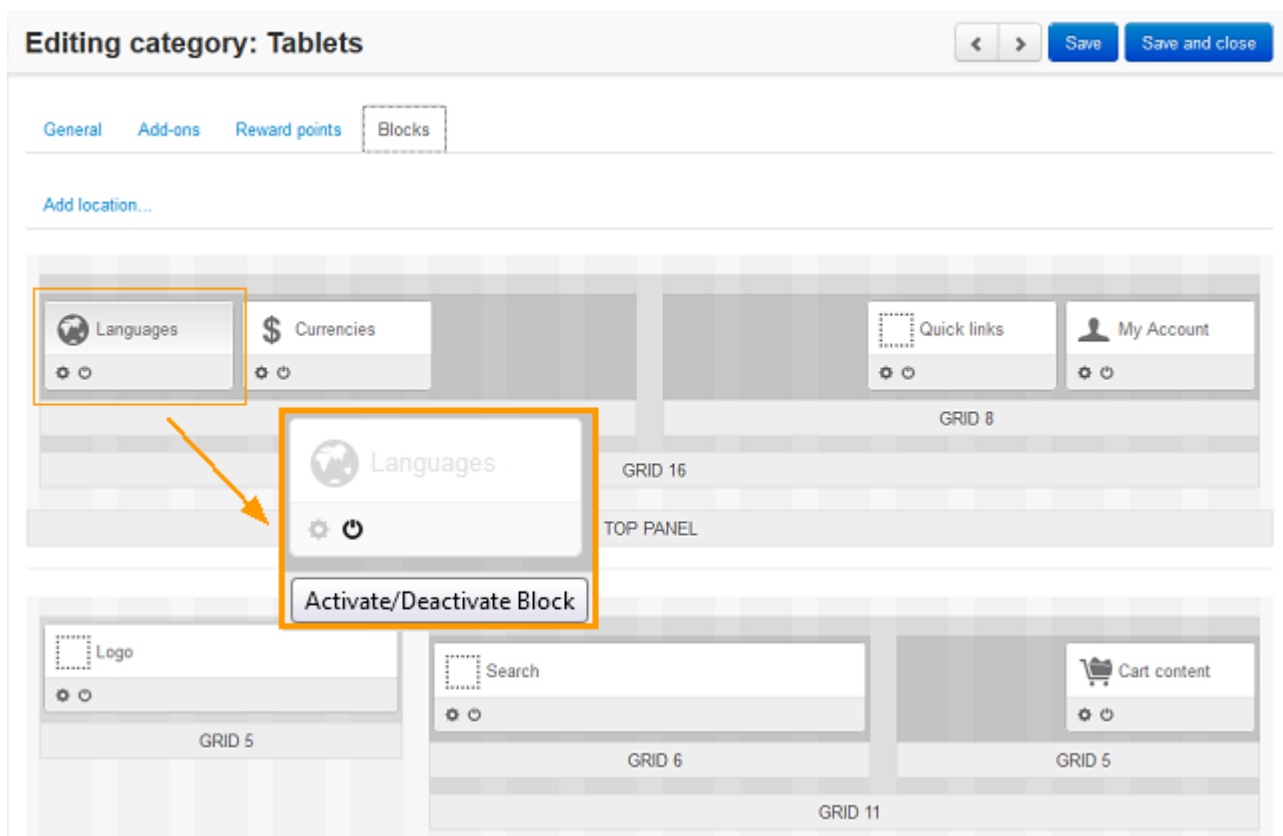 Editing category: Tablets
Save
Save and close
General
Add-ons
Reward points
Blocks
Add location...
Languages
$ Currencies
Quick links
My Account
GRID 8
Languages
GRID 16
TOP PANEL
Activate/Deactivate Block
Logo
Search
Cart content
GRID 5
GRID 6
GRID 5
GRID 11